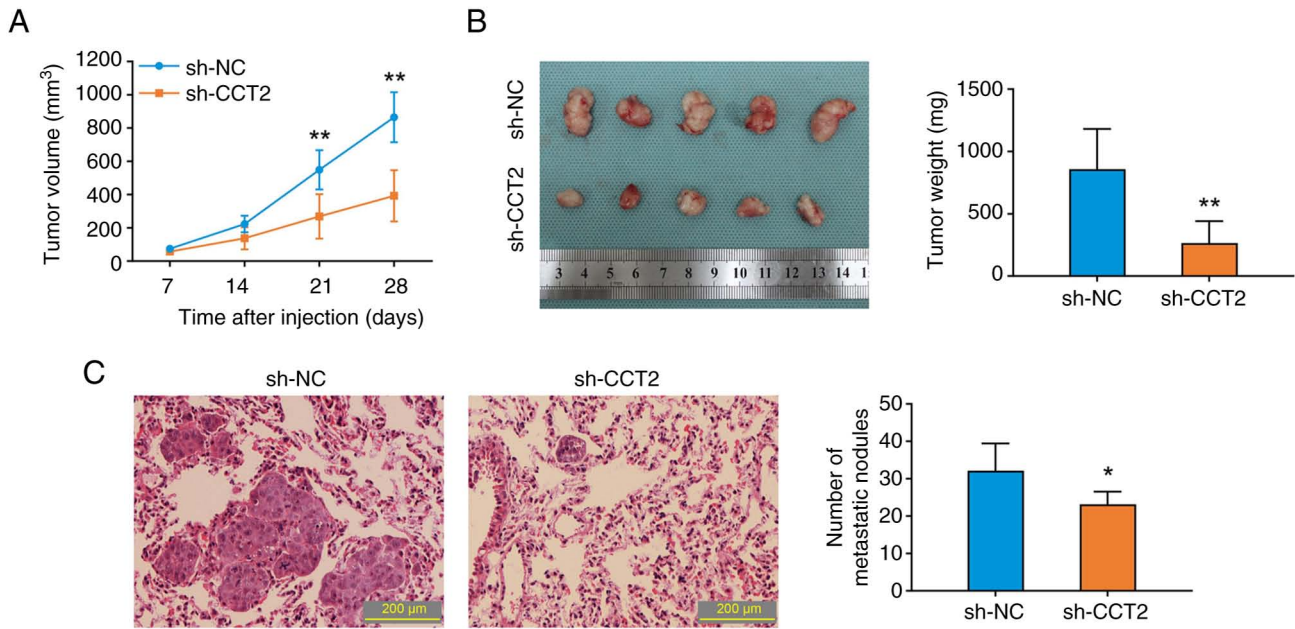 A
Tumor volume (mm³)
1200
1000
800
600
400
200
0
sh-NC
sh-CCT2
**
**
7 14 21 28
Time after injection (days)
B
sh-NC
sh-CCT2
3 4 5 6 7 8 9 10 11 12 13 14
Tumor weight (mg)
1500
1000
500
0
**
sh-NC sh-CCT2
C
sh-NC
200 µm
sh-CCT2
200 µm
Number of
metastatic nodules
50
40
30
20
10
0
*
sh-NC sh-CCT2